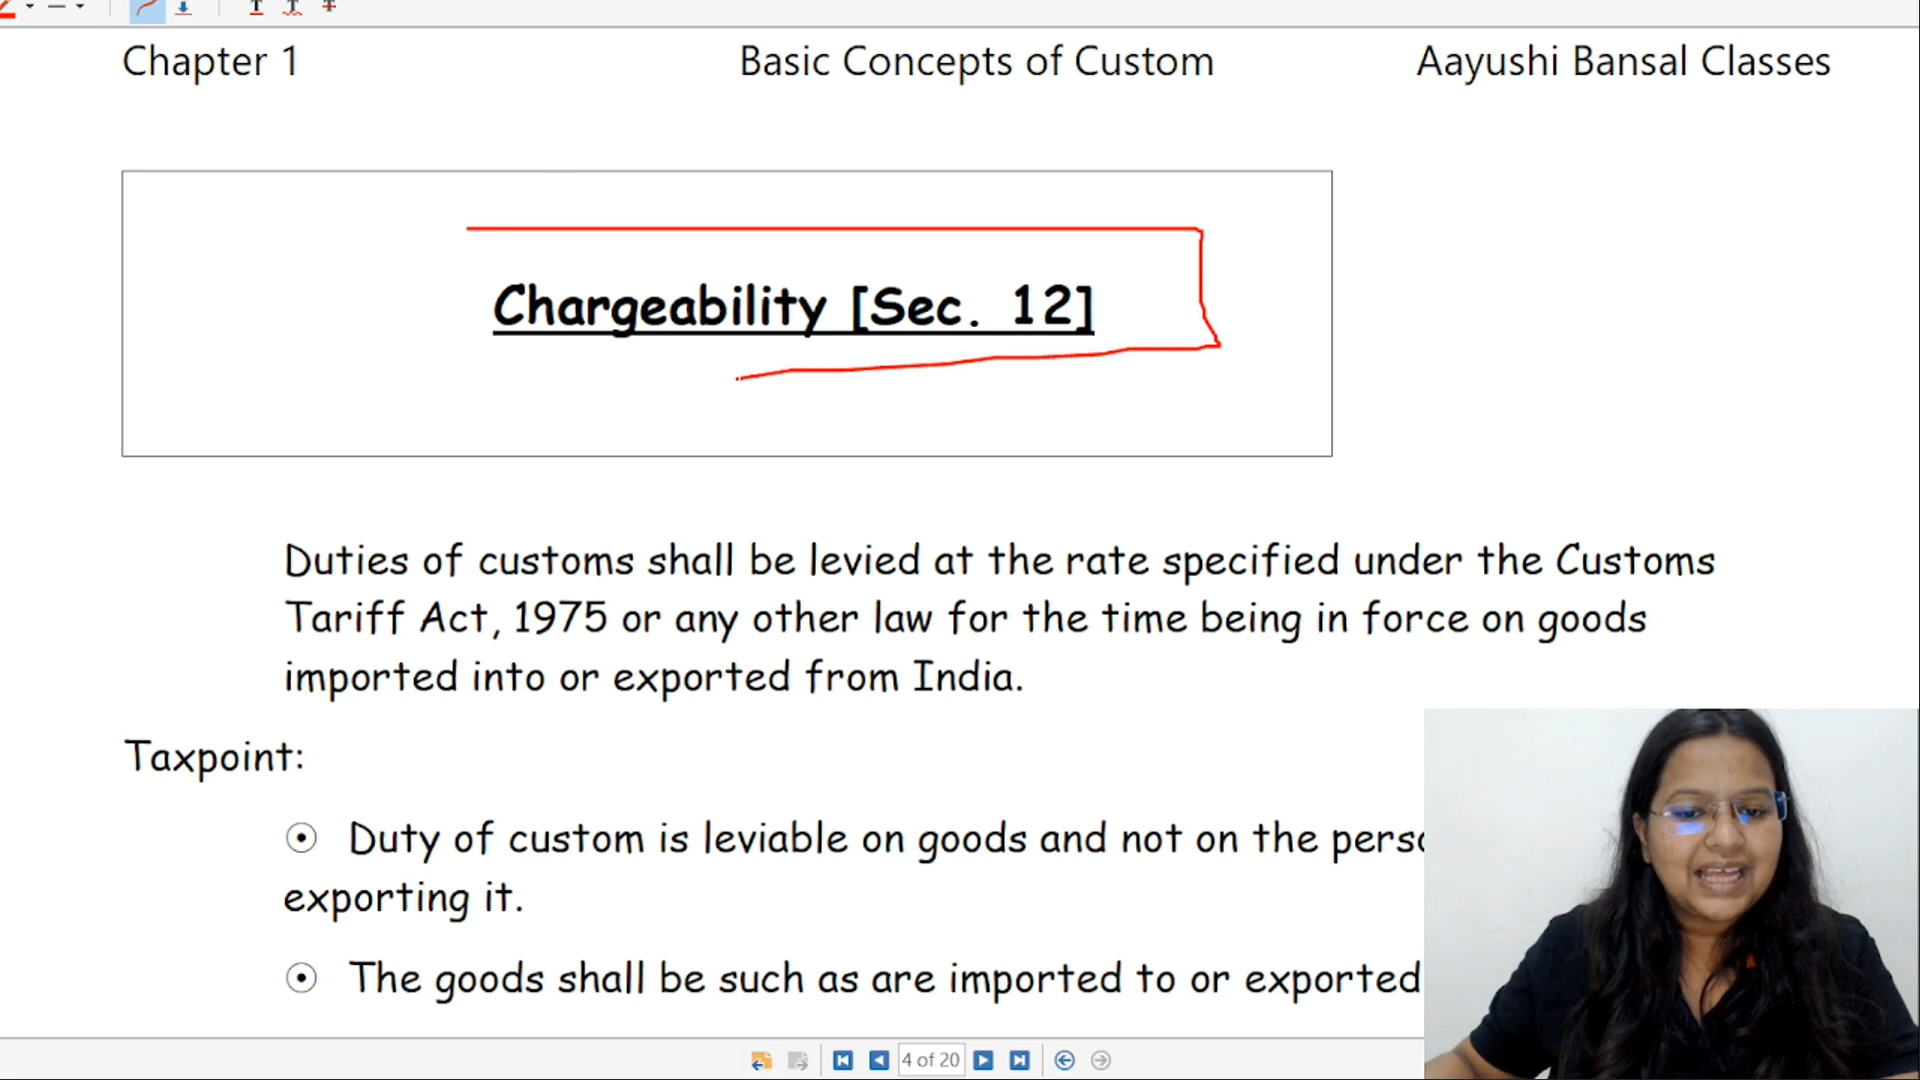 Chapter 1 Basic Concepts of Custom Aayushi Bansal Classes
Chargeability [Sec. 12]
Duties of customs shall be levied at the rate specified under the Customs
Tariff Act, 1975 or any other law for the time being in force on goods
imported into or exported from India.
Taxpoint:
Duty of custom is leviable on goods and not on the
exporting it.
The goods shall be such as are imported to or exported
4 of 20